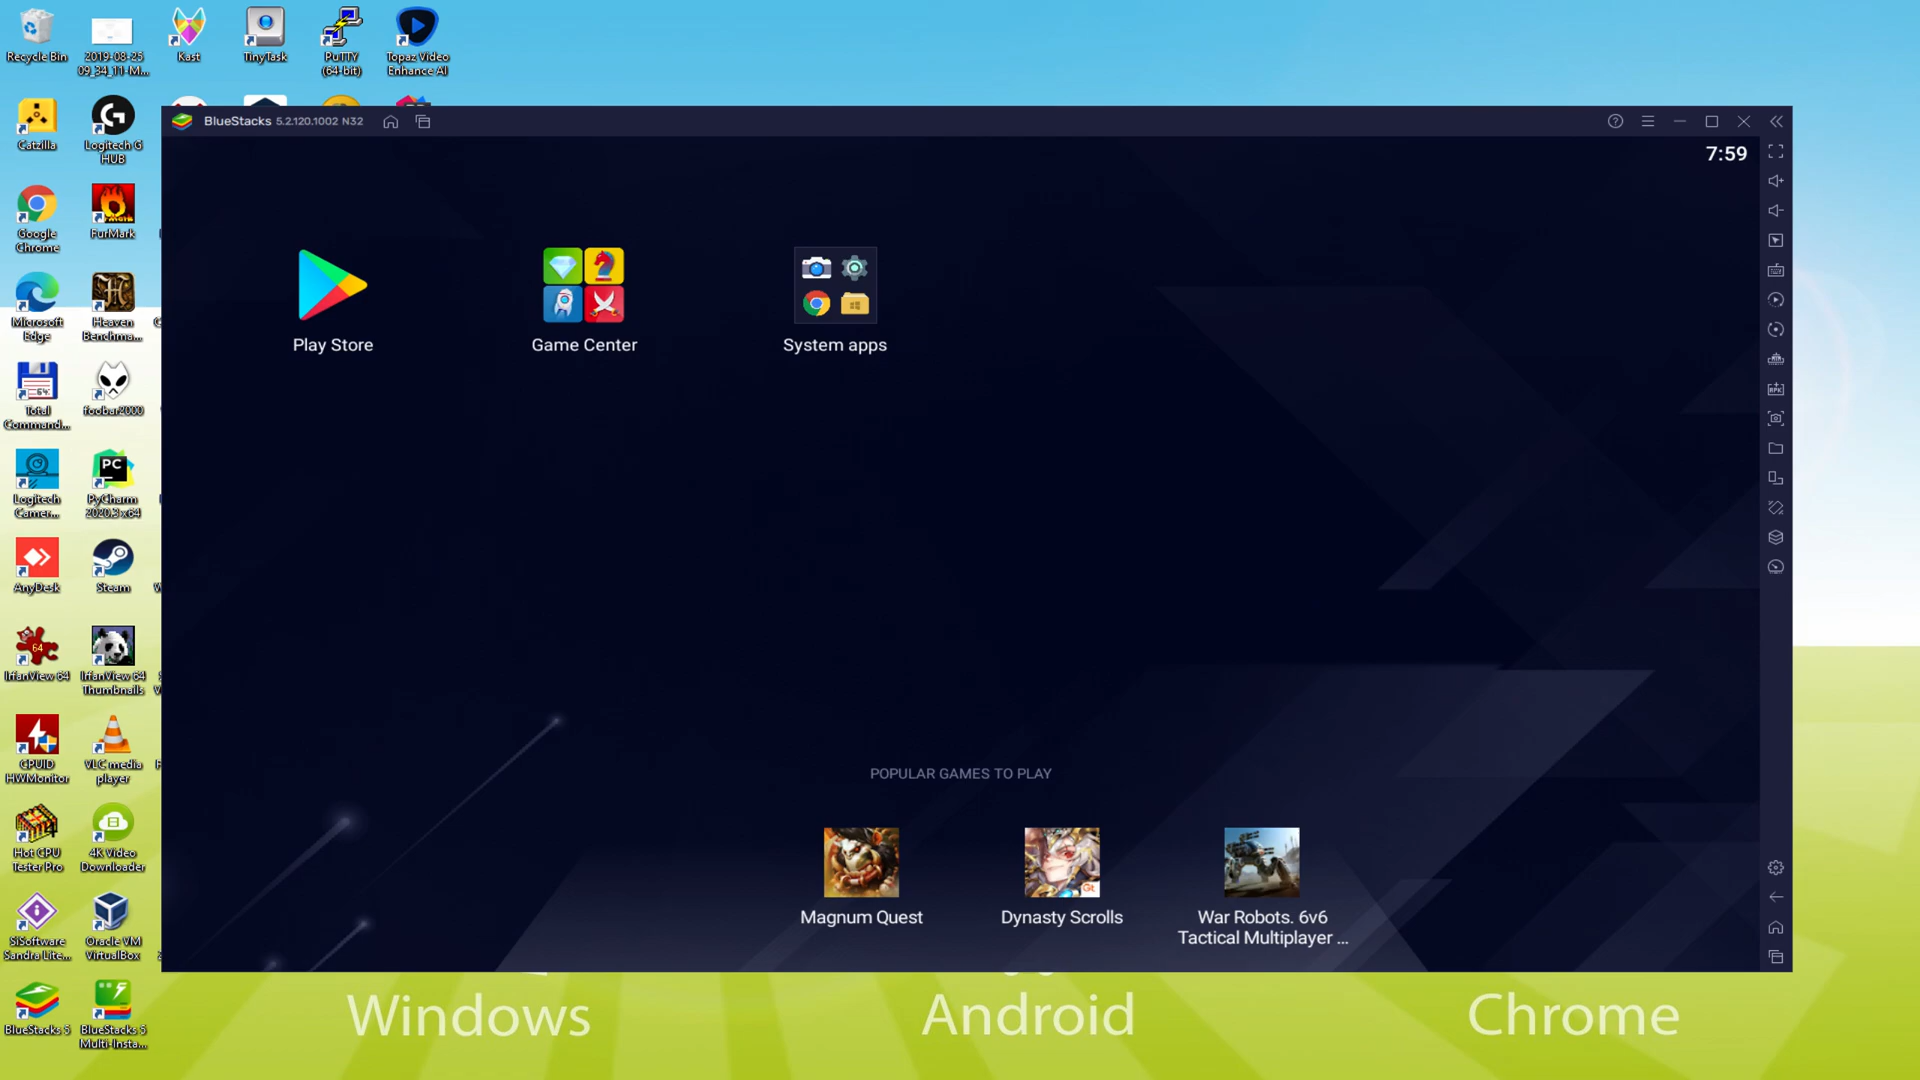 Recycle Bin
2019-08-25
09_34_11-M...
Kast
TinyTask
PuTTY
(64-bit)
Topaz Video
Enhance AI
Catzilla
Logitech G
HUB
Google
Chrome
FurMark
Microsoft
Edge
Heaven
Benchma...
Total
Command...
foobar2000
Logitech
Camer...
PyCharm
2020.3 x64
AnyDesk
Steam
IrfanView 64
IrfanView 64
Thumbnails
CPUID
HWMonitor
VLC media
player
Hot CPU
Tester Pro
4K Video
Downloader
SiSoftware
Sandra Lite...
Oracle VM
VirtualBox
BlueStacks 5
BlueStacks 5
Multi-Insta...
BlueStacks 5.2.120.1002 N32
7:59
Play Store
Game Center
System apps
POPULAR GAMES TO PLAY
Magnum Quest
Dynasty Scrolls
War Robots. 6v6
Tactical Multiplayer ...
Windows
Android
Chrome